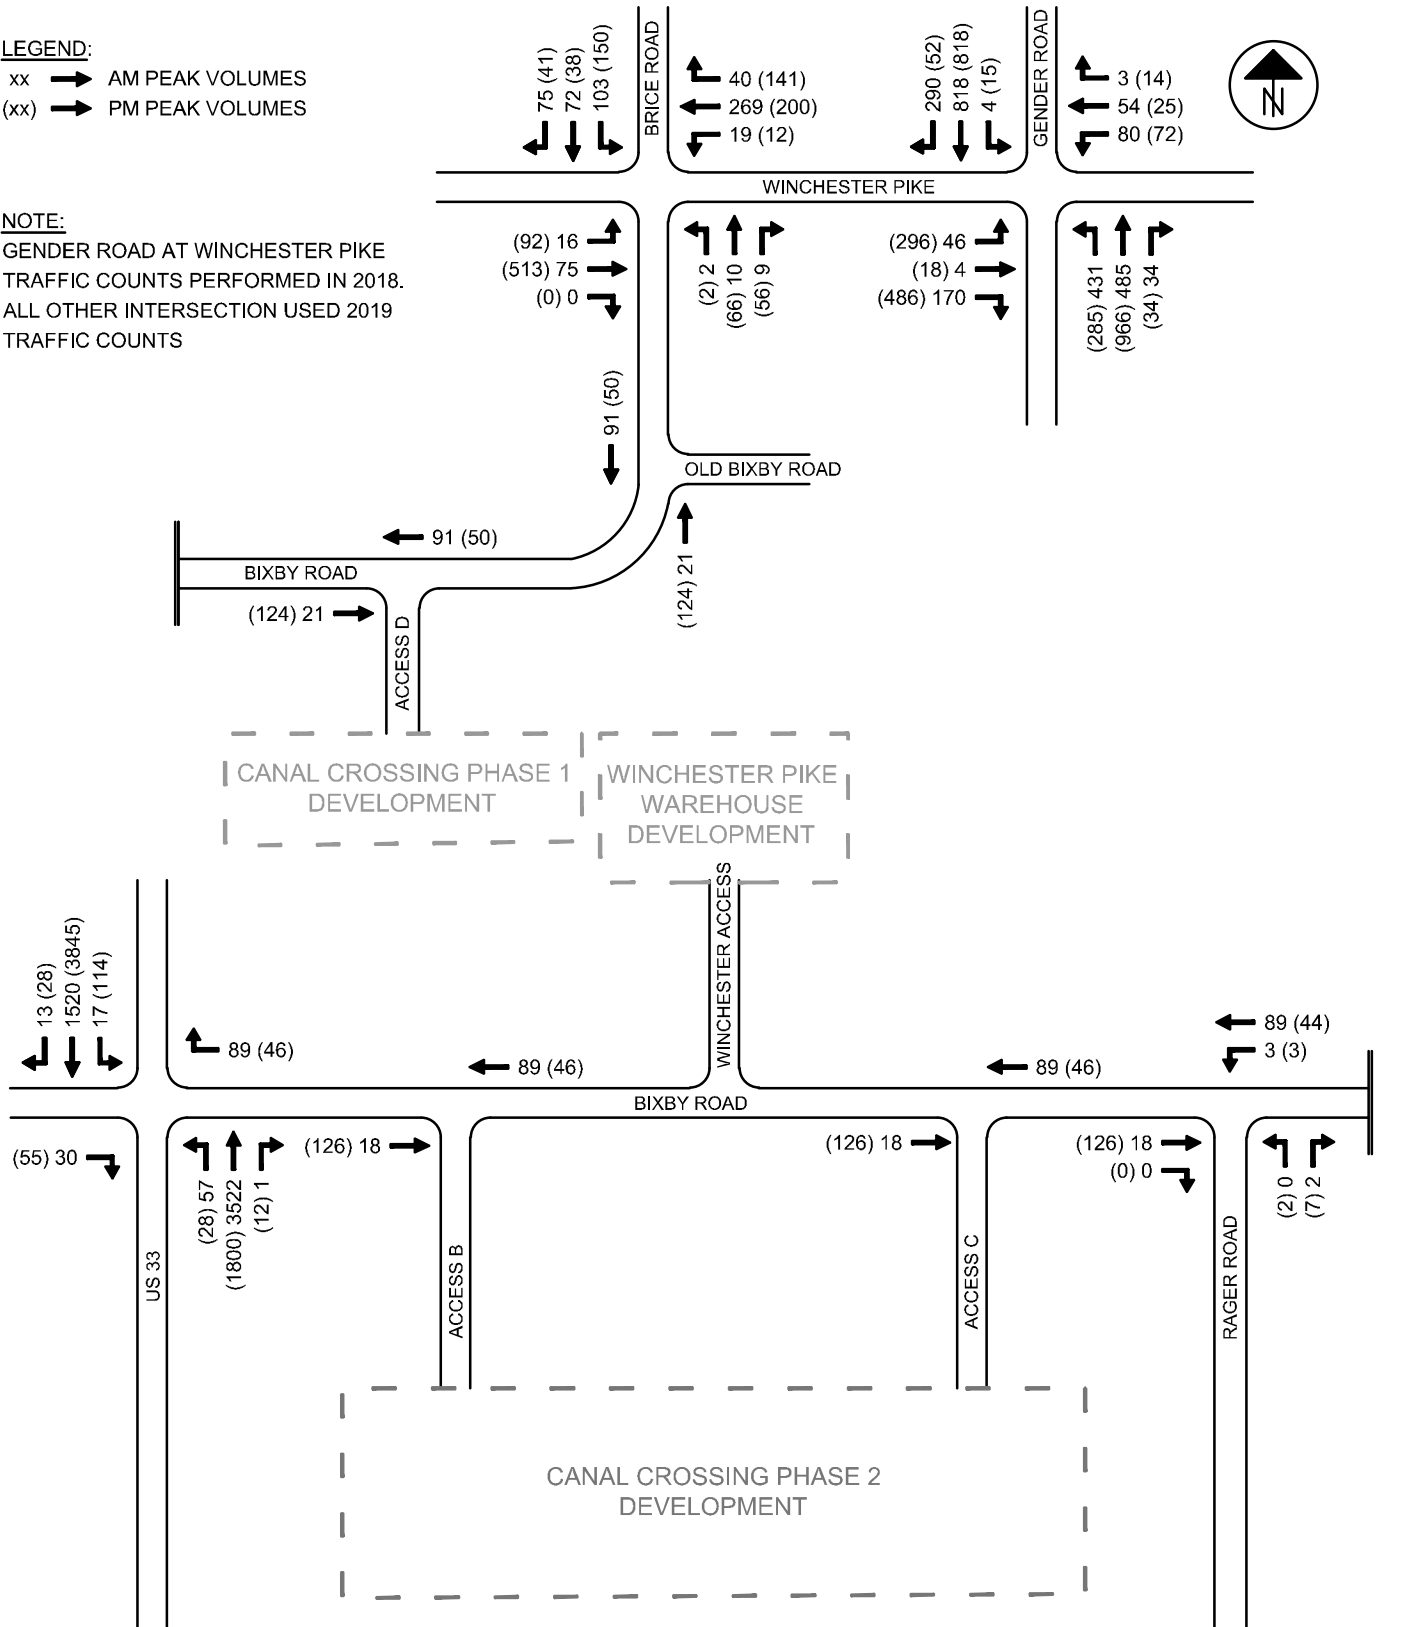 LEGEND:
xx AM PEAK VOLUMES
(xx) PM PEAK VOLUMES
NOTE:
GENDER ROAD AT WINCHESTER PIKE
TRAFFIC COUNTS PERFORMED IN 2018.
ALL OTHER INTERSECTION USED 2019
TRAFFIC COUNTS
75 (41)
72 (38)
103 (150)
BRICE ROAD
40 (141)
269 (200)
19 (12)
290 (52)
818 (818)
4 (15)
GENDER ROAD
3 (14)
54 (25)
80 (72)
N
WINCHESTER PIKE
(92) 16
(513) 75
(0) 0
(2) 2
(66) 10
(56) 9
(296) 46
(18) 4
(486) 170
(285) 431
(966) 485
(34) 34
91 (50)
OLD BIXBY ROAD
91 (50)
BIXBY ROAD
(124) 21
(124) 21
ACCESS D
CANAL CROSSING PHASE 1
DEVELOPMENT
WINCHESTER PIKE
WAREHOUSE
DEVELOPMENT
WINCHESTER ACCESS
13 (28)
1520 (3845)
17 (114)
89 (46)
89 (46)
89 (46)
89 (44)
3 (3)
BIXBY ROAD
(55) 30
(28) 57
(1800) 3522
(12) 1
(126) 18
(126) 18
(126) 18
(0) 0
(2) 0
(7) 2
US 33
ACCESS B
ACCESS C
RAGER ROAD
CANAL CROSSING PHASE 2
DEVELOPMENT